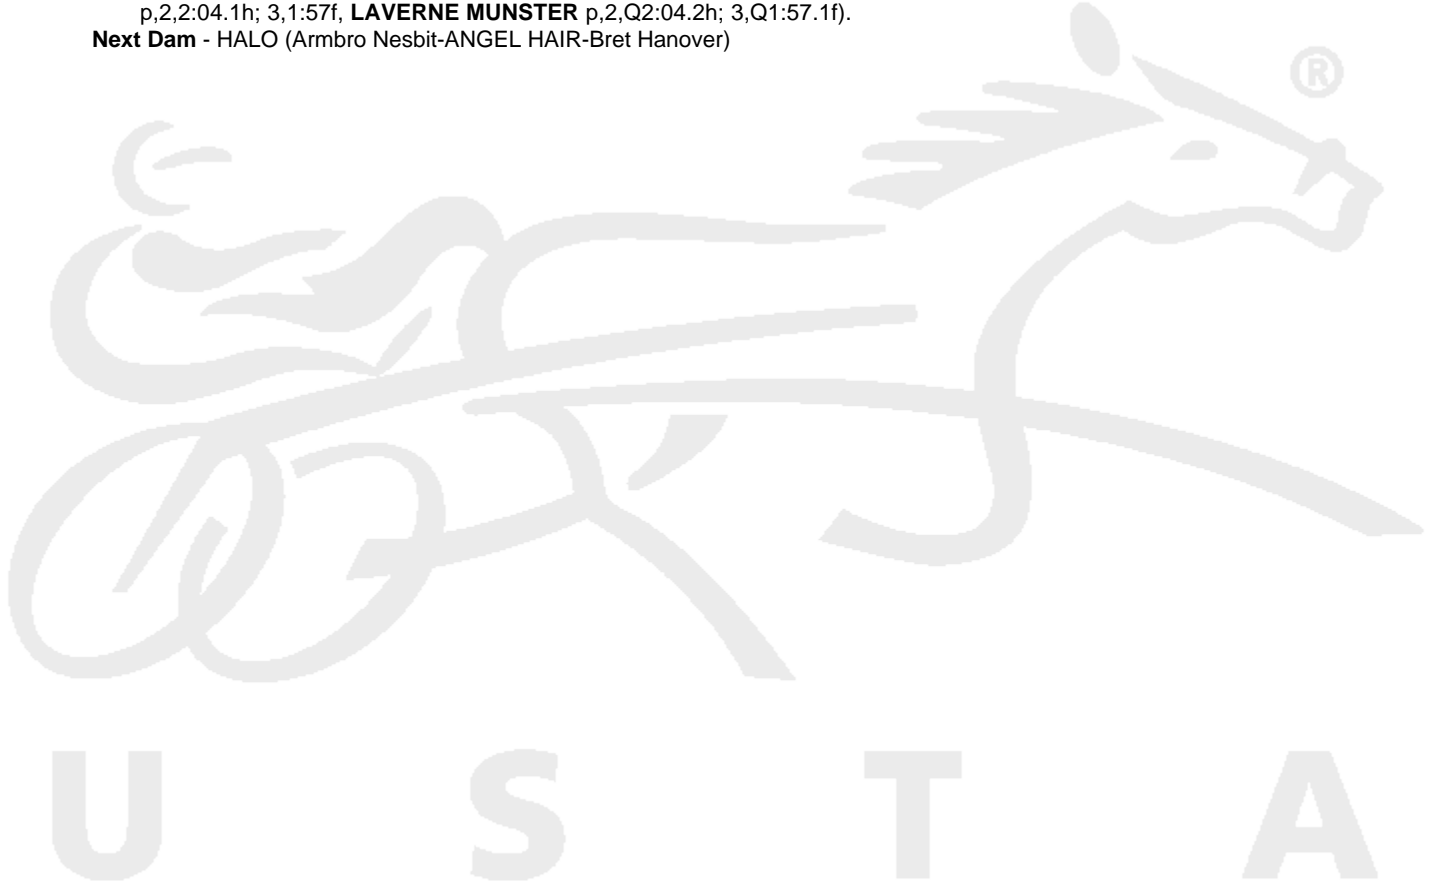 p,2,2:04.1h; 3,1:57f, LAVERNE MUNSTER p,2,Q2:04.2h; 3,Q1:57.1f).
Next Dam - HALO (Armbro Nesbit-ANGEL HAIR-Bret Hanover)
®
U S T A